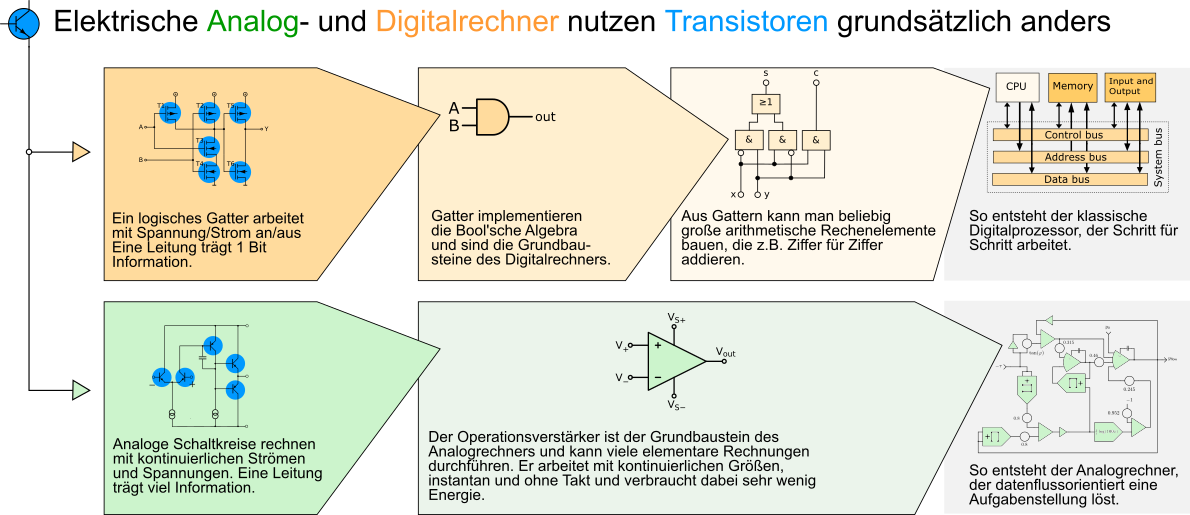 Elektrische Analog- und Digitalrechner nutzen Transistoren grundsätzlich anders
T1
T2
T5
A
T3
Y
B
T4
T6
Ein logisches Gatter arbeitet
mit Spannung/Strom an/aus
Eine Leitung trägt 1 Bit
Information.
A
B
out
Gatter implementieren
die Bool'sche Algebra
und sind die Grundbau-
steine des Digitalrechners.
s
c
≥1
&
&
&
x
y
Aus Gattern kann man beliebig
große arithmetische Rechenelemente
bauen, die z.B. Ziffer für Ziffer
addieren.
CPU
Memory
Input and
Output
Control bus
Address bus
Data bus
System bus
So entsteht der klassische
Digitalprozessor, der Schritt für
Schritt arbeitet.
−
+
Analoge Schaltkreise rechnen
mit kontinuierlichen Strömen
und Spannungen. Eine Leitung
trägt viel Information.
VS+
V+
+
Vout
V−
−
VS−
Der Operationsverstärker ist der Grundbaustein des
Analogrechners und kann viele elementare Rechnungen
durchführen. Er arbeitet mit kontinuierlichen Größen,
instantan und ohne Takt und verbraucht dabei sehr wenig
Energie.
0.315
0.245
0.952
−1
So entsteht der Analogrechner,
der datenflussorientiert eine
Aufgabenstellung löst.